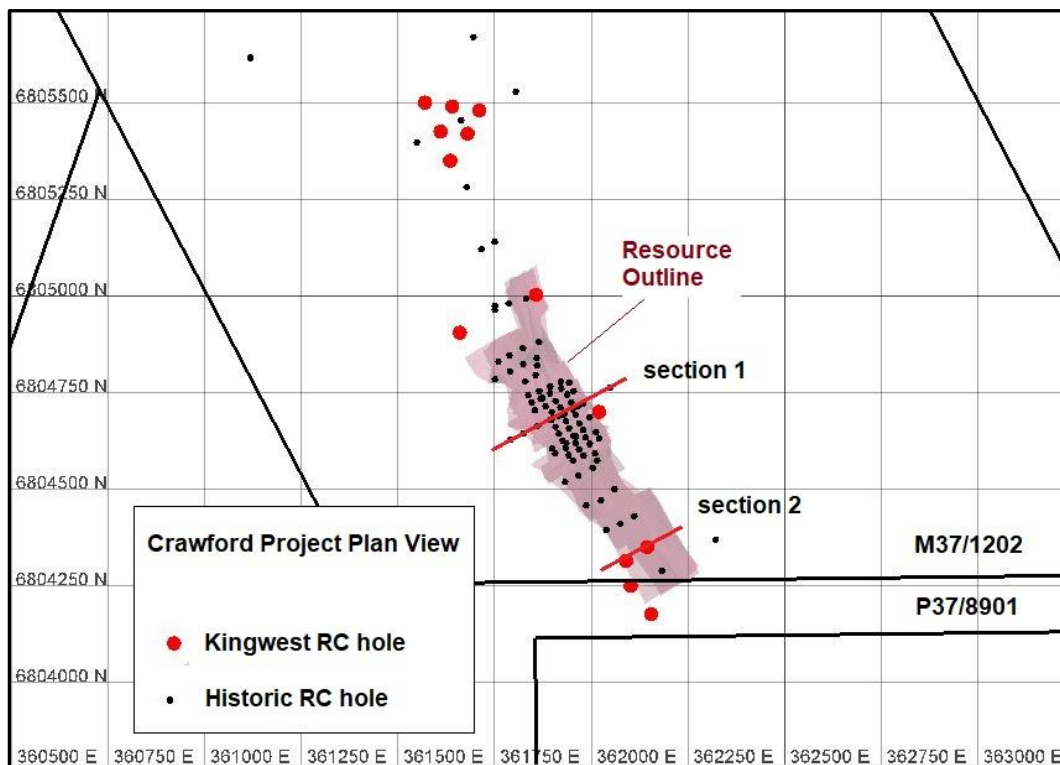 6805500 N
6805250 N
Resource
Outline
6805000 N
section 1
6804750 N
6804500 N
section 2
Crawford Project Plan View
M37/1202
6804250 N
P37/8901
Kingwest RC hole
6804000 N
Historic RC hole
360500 E 360750 E 361000 E 361250 E 361500 E 361750 E 362000 E 362250 E 362500 E 362750 E 363000 E